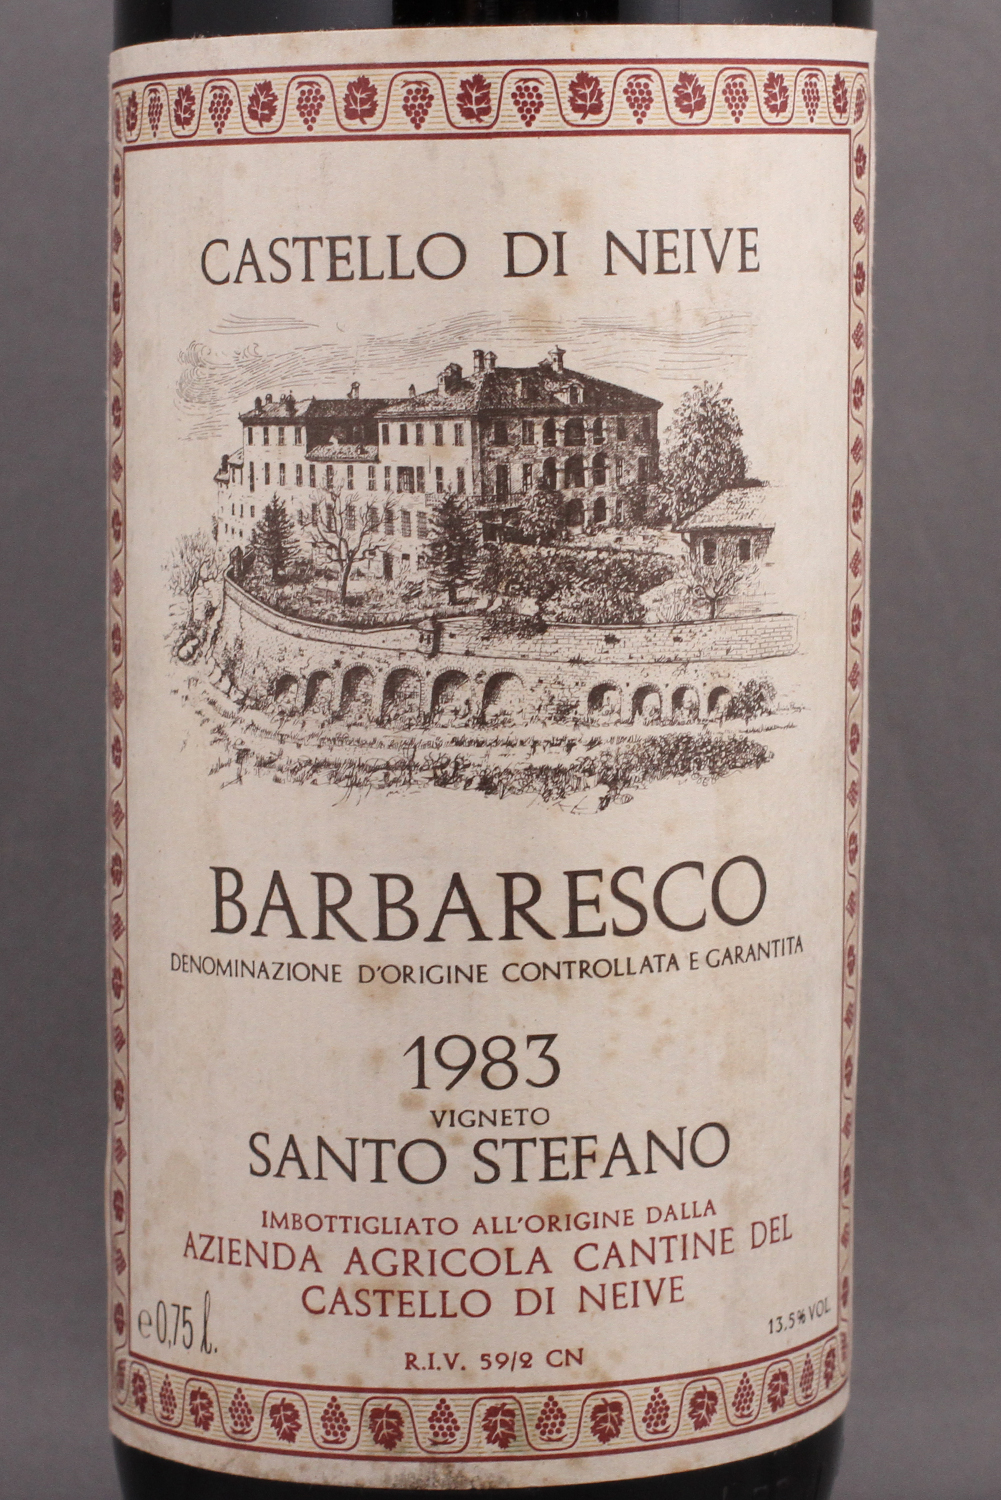 CASTELLO DI NEIVE
BARBARESCO
DENOMINAZIONE D'ORIGINE CONTROLLATA E GARANTITA
1983
VIGNETO
SANTO STEFANO
IMBOTTIGLIATO ALL'ORIGINE DALLA
AZIENDA AGRICOLA CANTINE DEL
CASTELLO DI NEIVE
e 0,75 l.
13,5% VOL
R.I.V. 59/2 CN